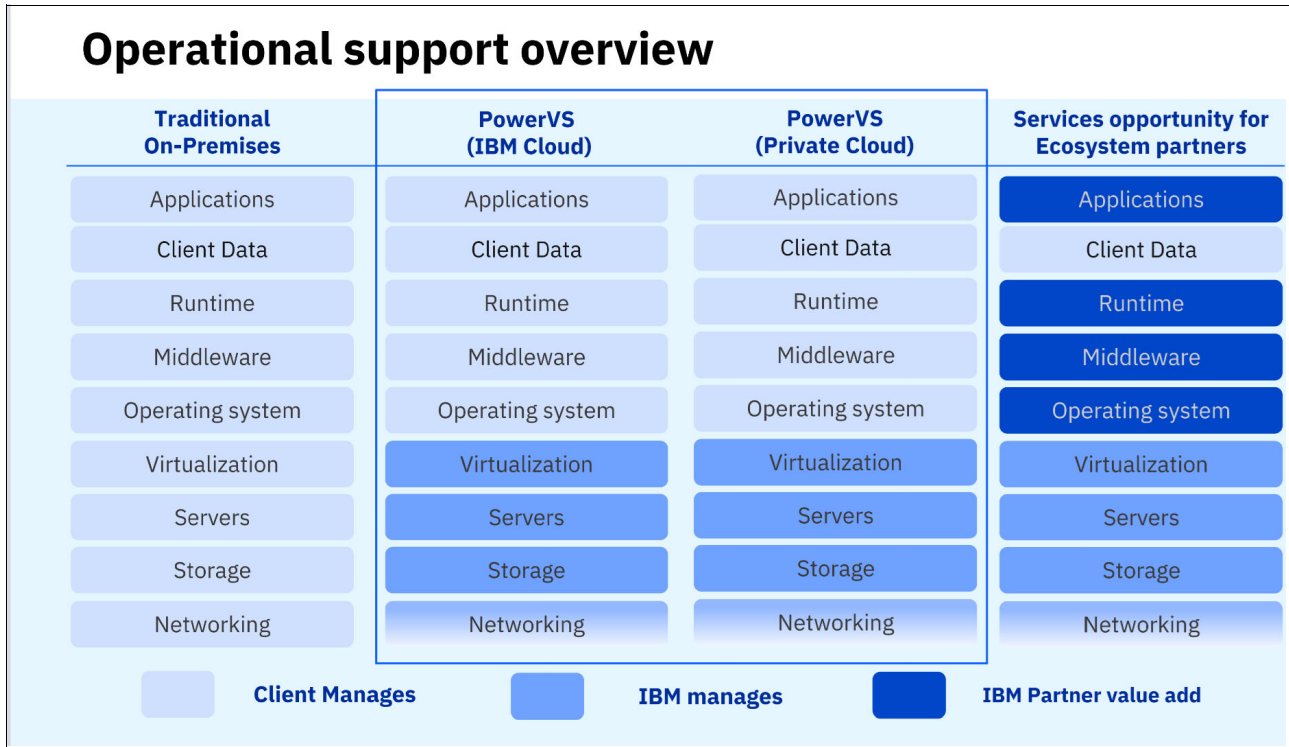 Operational support overview
Traditional
On-Premises
PowerVS
(IBM Cloud)
PowerVS
(Private Cloud)
Services opportunity for
Ecosystem partners
Applications
Applications
Applications
Applications
Client Data
Client Data
Client Data
Client Data
Runtime
Runtime
Runtime
Runtime
Middleware
Middleware
Middleware
Middleware
Operating system
Operating system
Operating system
Operating system
Virtualization
Virtualization
Virtualization
Virtualization
Servers
Servers
Servers
Servers
Storage
Storage
Storage
Storage
Networking
Networking
Networking
Networking
Client Manages
IBM manages
IBM Partner value add